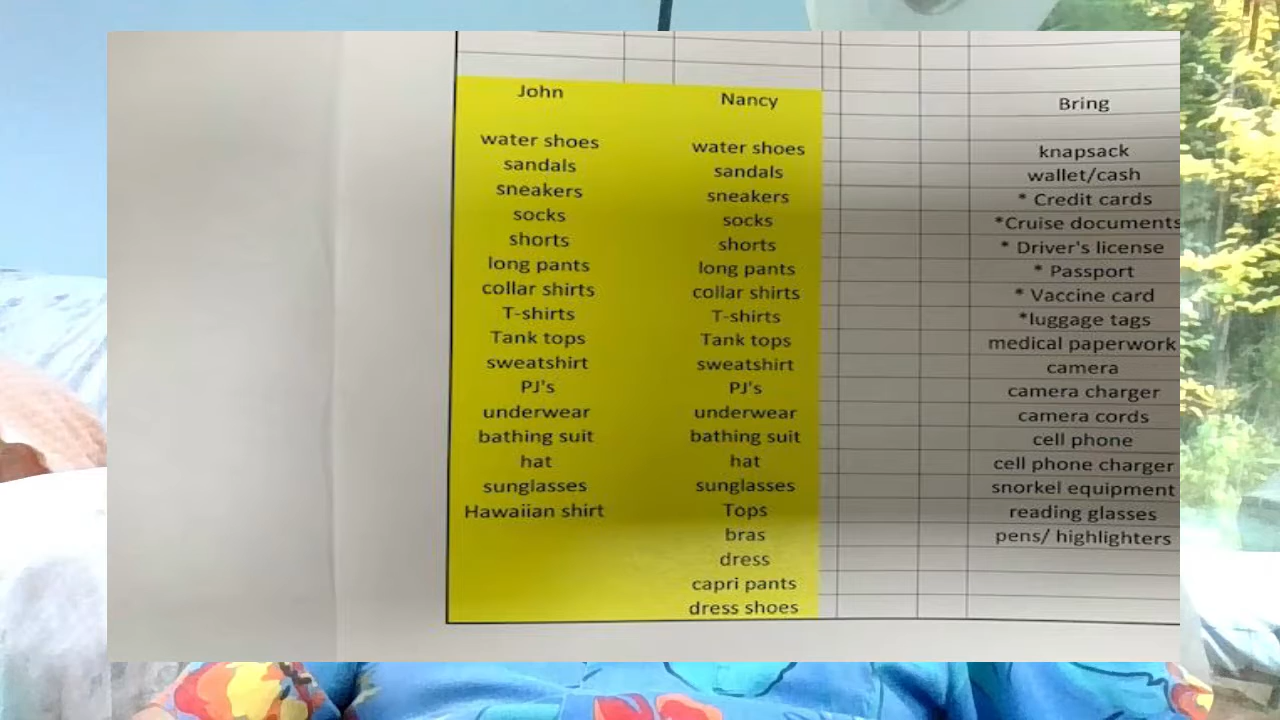 John
Nancy
Bring
water shoes
water shoes
knapsack
sandals
sandals
wallet/cash
sneakers
sneakers
* Credit cards
socks
socks
*Cruise documents
shorts
shorts
* Driver's license
long pants
long pants
* Passport
collar shirts
collar shirts
* Vaccine card
T-shirts
T-shirts
*luggage tags
Tank tops
Tank tops
medical paperwork
sweatshirt
sweatshirt
camera
PJ's
PJ's
camera charger
underwear
underwear
camera cords
bathing suit
bathing suit
cell phone
hat
hat
cell phone charger
sunglasses
sunglasses
snorkel equipment
Hawaiian shirt
Tops
reading glasses
bras
pens/ highlighters
dress
capri pants
dress shoes